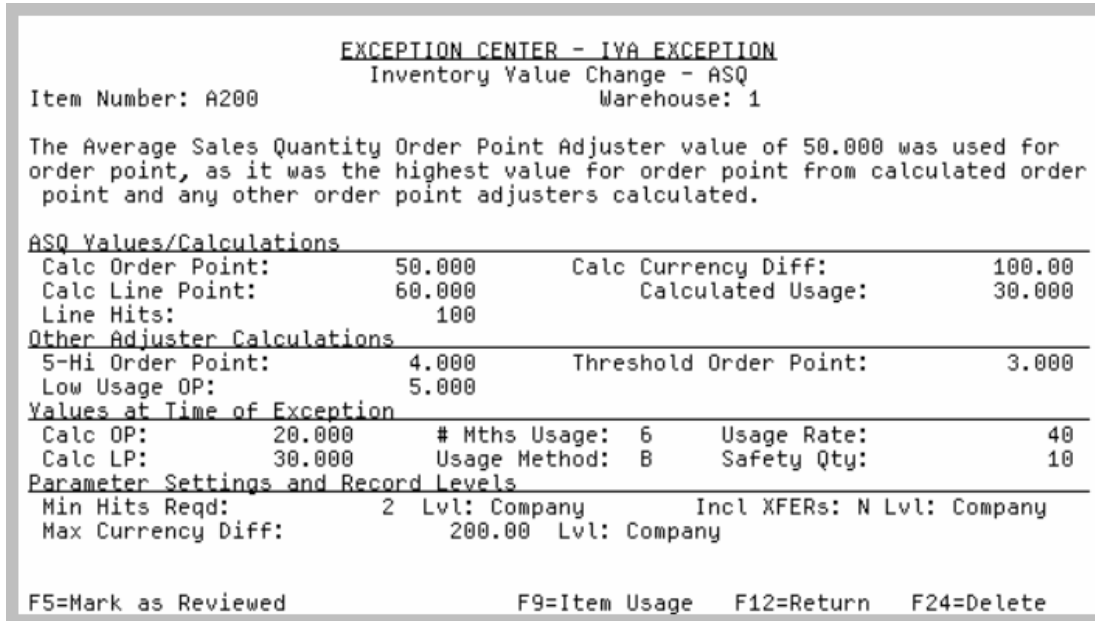 EXCEPTION CENTER - IVA EXCEPTION
Inventory Value Change - ASQ
Item Number: A200 Warehouse: 1
The Average Sales Quantity Order Point Adjuster value of 50.000 was used for
order point, as it was the highest value for order point from calculated order
point and any other order point adjusters calculated.
ASQ Values/Calculations
Calc Order Point: 50.000 Calc Currency Diff: 100.00
Calc Line Point: 60.000 Calculated Usage: 30.000
Line Hits: 100
Other Adjuster Calculations
5-Hi Order Point: 4.000 Threshold Order Point: 3.000
Low Usage OP: 5.000
Values at Time of Exception
Calc OP: 20.000 # Mths Usage: 6 Usage Rate: 40
Calc LP: 30.000 Usage Method: B Safety Qty: 10
Parameter Settings and Record Levels
Min Hits Reqd: 2 Lvl: Company Incl XFERs: N Lvl: Company
Max Currency Diff: 200.00 Lvl: Company
F5=Mark as Reviewed F9=Item Usage F12=Return F24=Delete